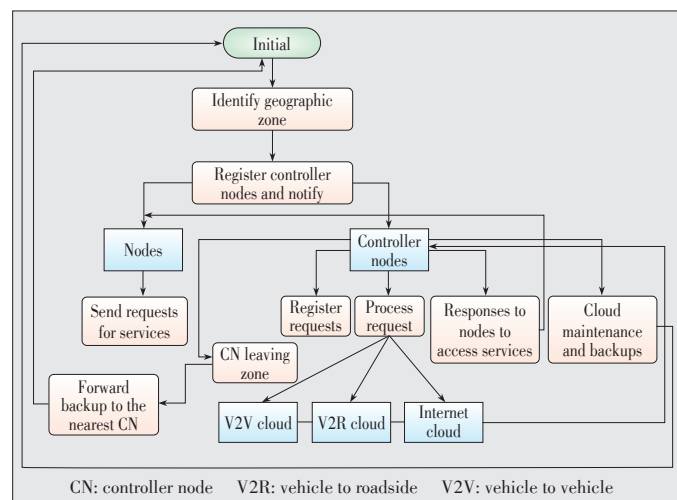 Initial
Identify geographic
zone
Register controller
nodes and notify
Nodes
Controller
nodes
Send requests
for services
Register
requests
Process
request
Responses to
nodes to
access services
Cloud
maintenance
and backups
CN leaving
zone
Forward
backup to the
nearest CN
V2V cloud
V2R cloud
Internet
cloud
CN: controller node V2R: vehicle to roadside V2V: vehicle to vehicle